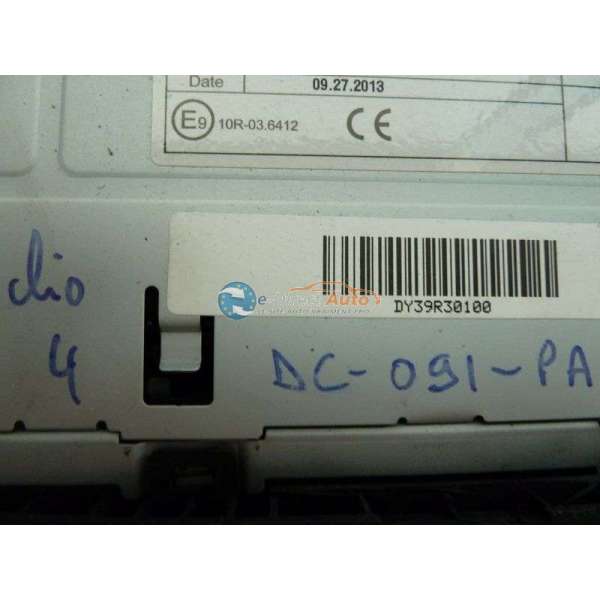 Date 09.27.2013
E9 10R-03.6412 CE
clio
4
DY39R30100
DC-091-PA